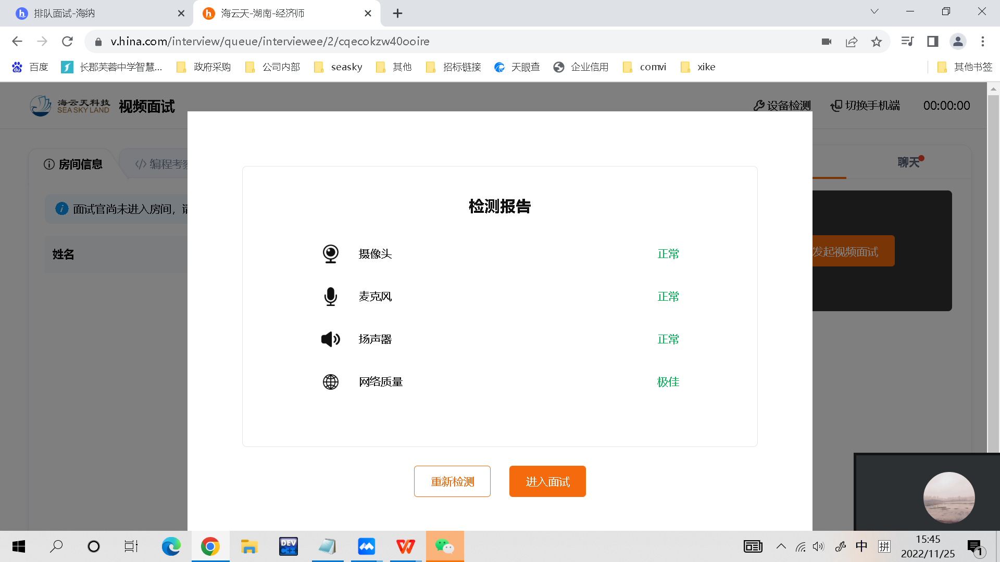 排队面试-海纳
海云天-湖南-经济师
v.hina.com/interview/queue/interviewee/2/cqecokzw40ooire
百度 长郡芙蓉中学智慧... 政府采购 公司内部 seasky 其他 招标链接 天眼查 企业信用 comvi xike 其他书签
海云天科技
SEA SKY LAND
视频面试
设备检测 切换手机端 00:00:00
房间信息 </> 编程考察
聊天
面试官尚未进入房间，请
姓名
发起视频面试
检测报告
摄像头 正常
麦克风 正常
扬声器 正常
网络质量 极佳
重新检测 进入面试
DEV
C++
中 拼
15:45
2022/11/25
1